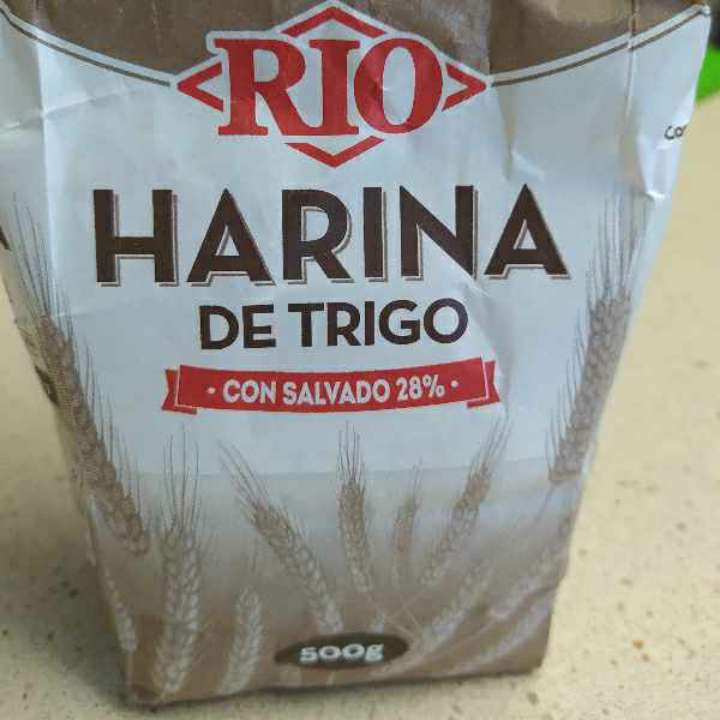 RIO
HARINA
DE TRIGO
• CON SALVADO 28% •
500g